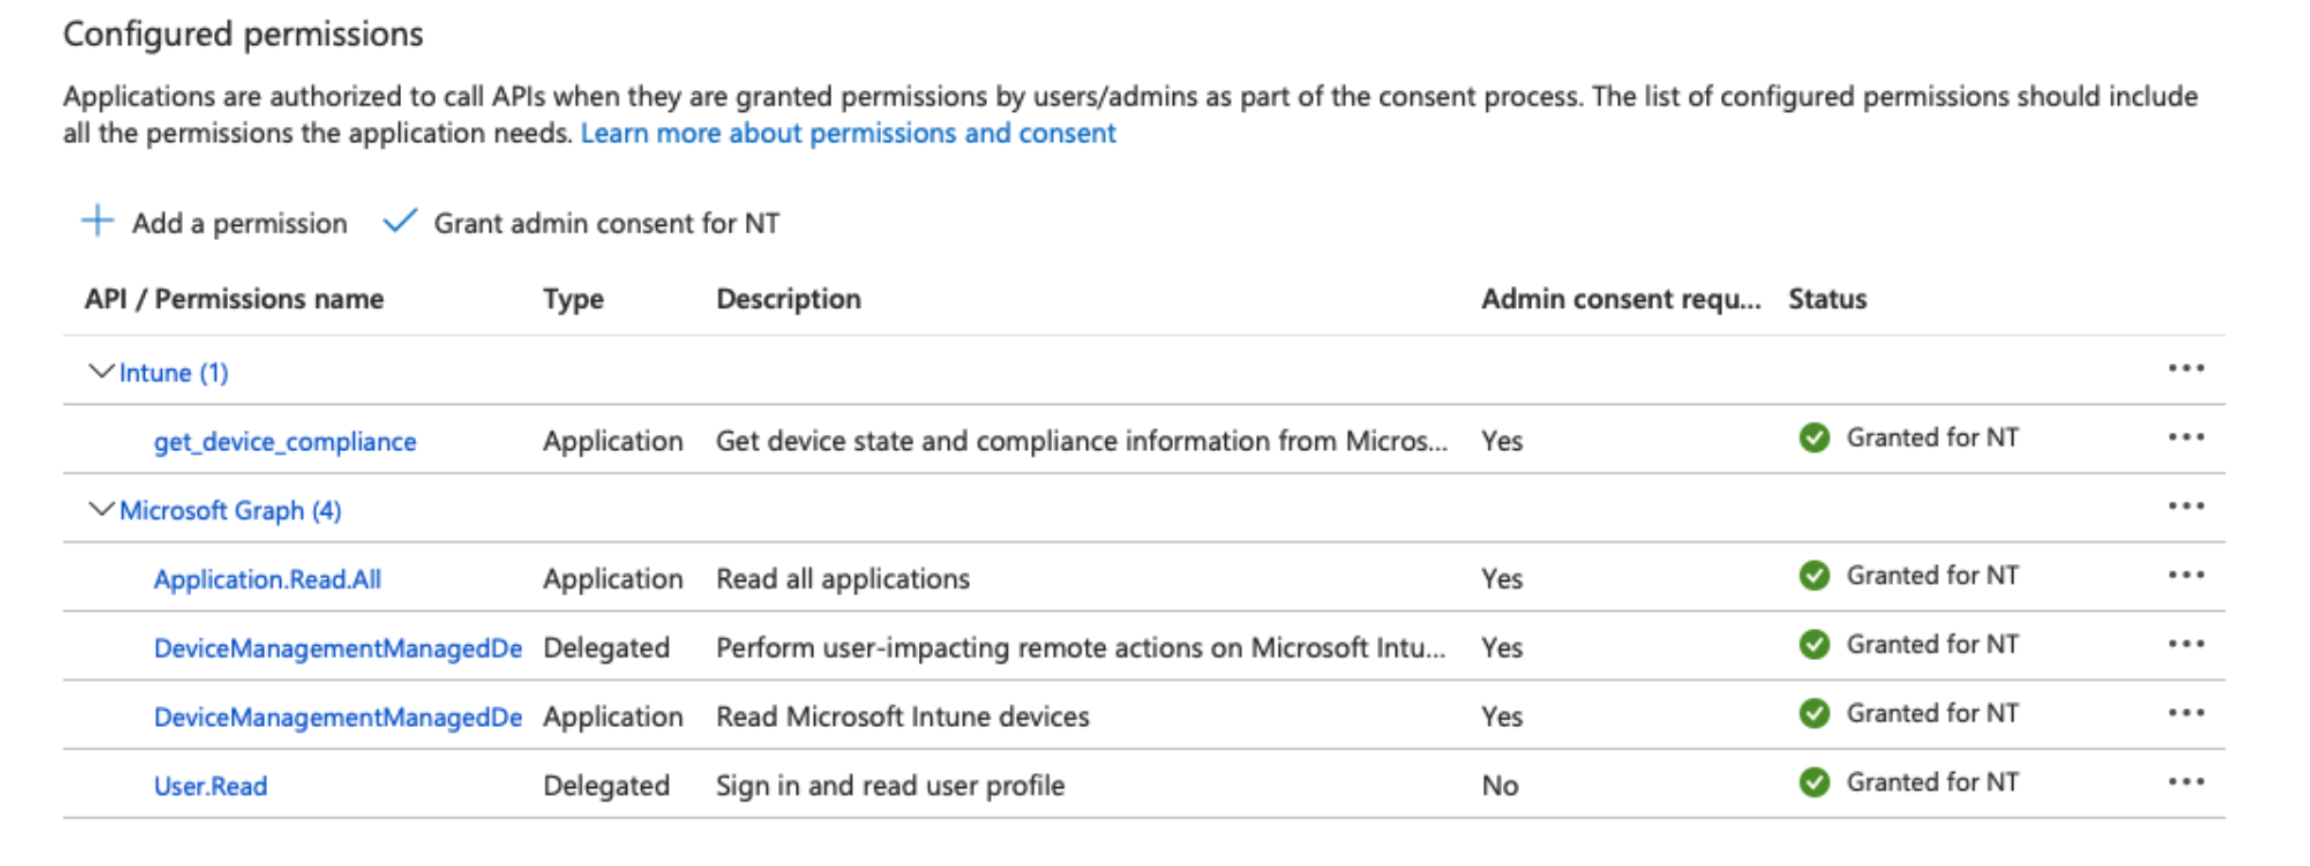 Configured permissions
Applications are authorized to call APIs when they are granted permissions by users/admins as part of the consent process. The list of configured permissions should include
all the permissions the application needs. Learn more about permissions and consent
Add a permission Grant admin consent for NT
API / Permissions name Type Description Admin consent requ... Status
Intune (1)
get_device_compliance Application Get device state and compliance information from Micros... Yes Granted for NT
Microsoft Graph (4)
Application.Read.All Application Read all applications Yes Granted for NT
DeviceManagementManagedDe Delegated Perform user-impacting remote actions on Microsoft Intu... Yes Granted for NT
DeviceManagementManagedDe Application Read Microsoft Intune devices Yes Granted for NT
User.Read Delegated Sign in and read user profile No Granted for NT